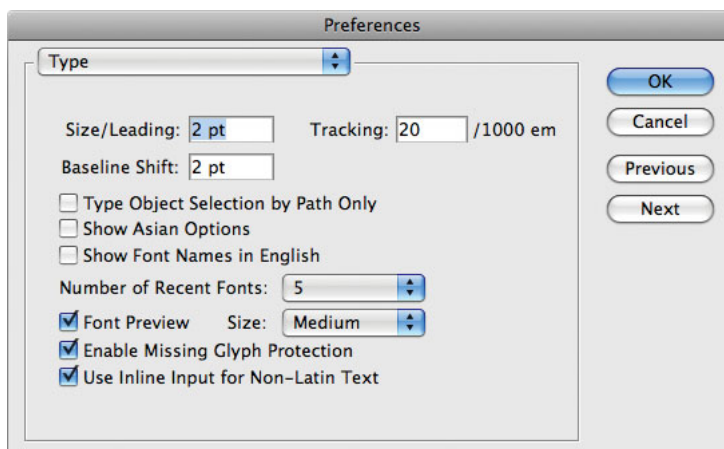 Preferences
Type
OK
Size/Leading: 2 pt Tracking: 20 /1000 em
Cancel
Baseline Shift: 2 pt
Previous
Type Object Selection by Path Only
Next
Show Asian Options
Show Font Names in English
Number of Recent Fonts: 5
Font Preview Size: Medium
Enable Missing Glyph Protection
Use Inline Input for Non-Latin Text